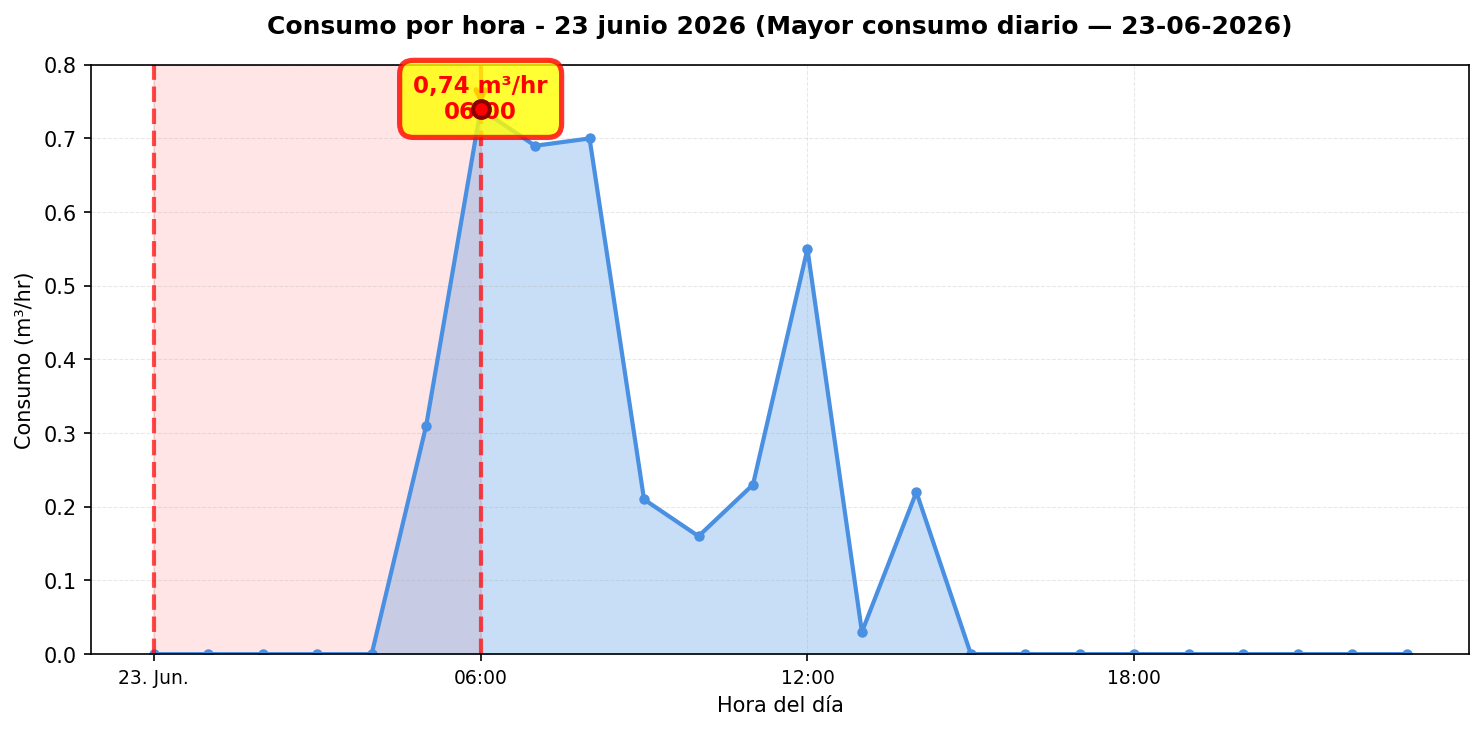 Consumo por hora - 23 junio 2026 (Mayor consumo diario — 23-06-2026)
0,74 m³/hr
06:00
Consumo (m³/hr)
0.8
0.7
0.6
0.5
0.4
0.3
0.2
0.1
0.0
23. Jun.
06:00
12:00
18:00
Hora del día